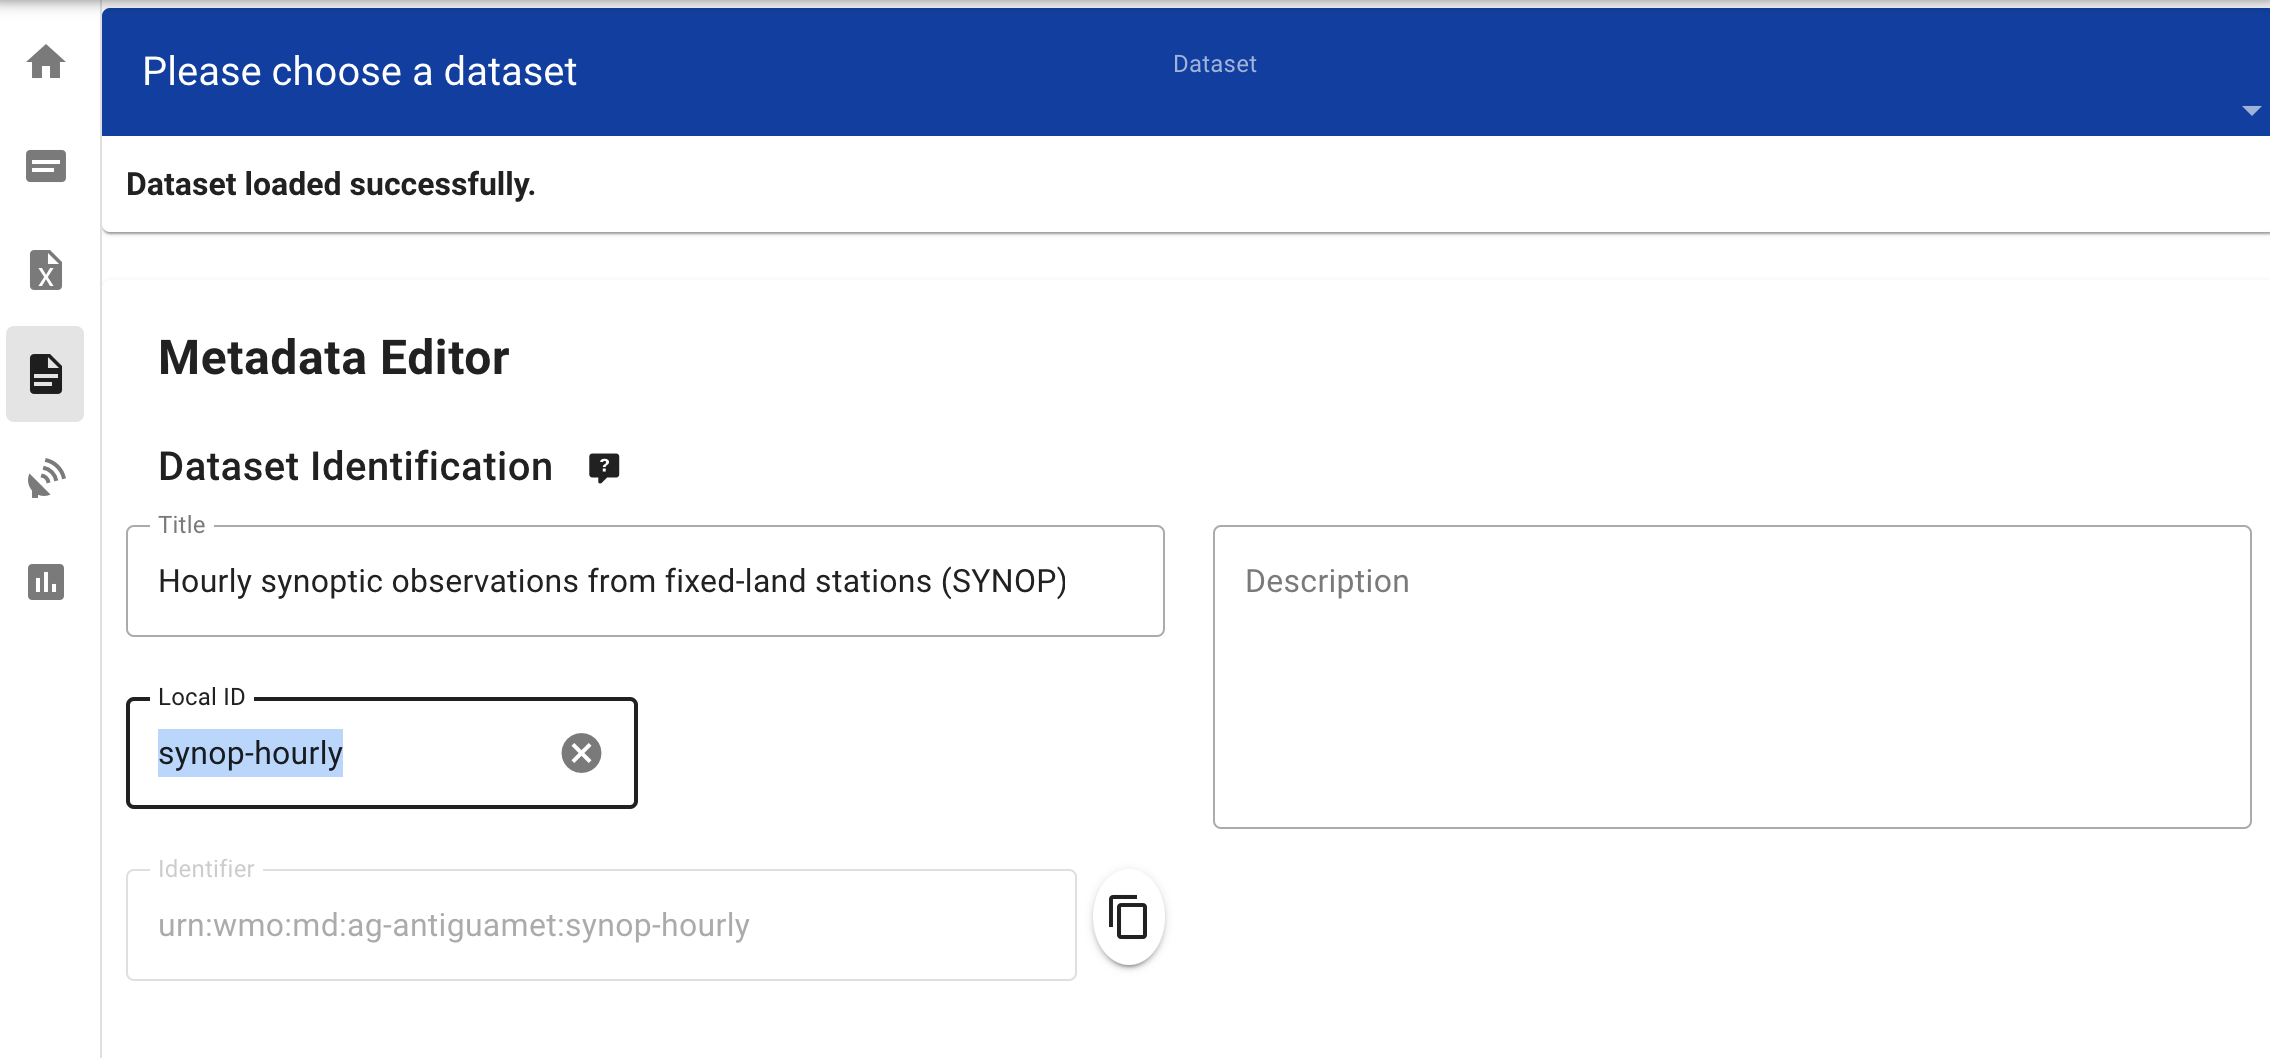 Please choose a dataset
Dataset
Dataset loaded successfully.
Metadata Editor
Dataset Identification
Title
Hourly synoptic observations from fixed-land stations (SYNOP)
Description
Local ID
synop-hourly
Identifier
urn:wmo:md:ag-antiguamet:synop-hourly